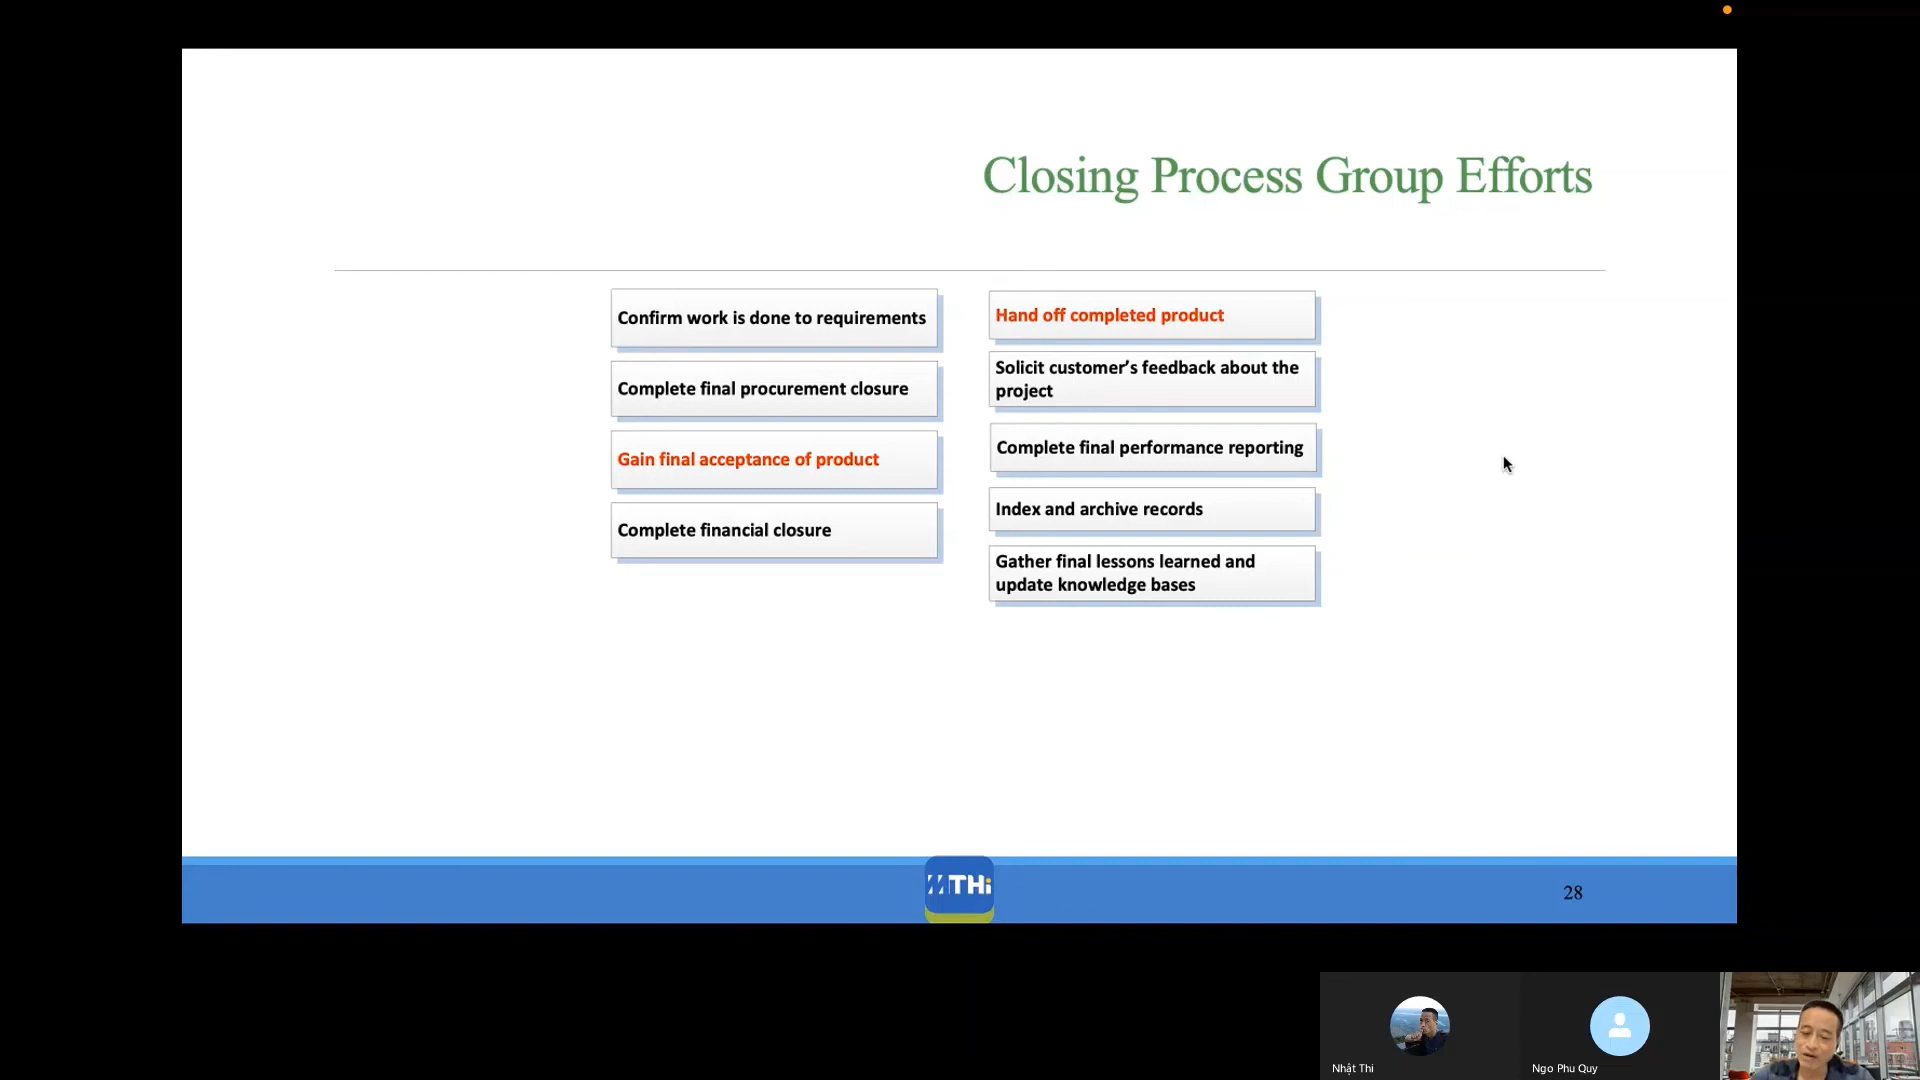 Closing Process Group Efforts
Confirm work is done to requirements
Complete final procurement closure
Gain final acceptance of product
Complete financial closure
Hand off completed product
Solicit customer’s feedback about the
project
Complete final performance reporting
Index and archive records
Gather final lessons learned and
update knowledge bases
MTHi
28
Nhật Thi
Ngo Phu Quy